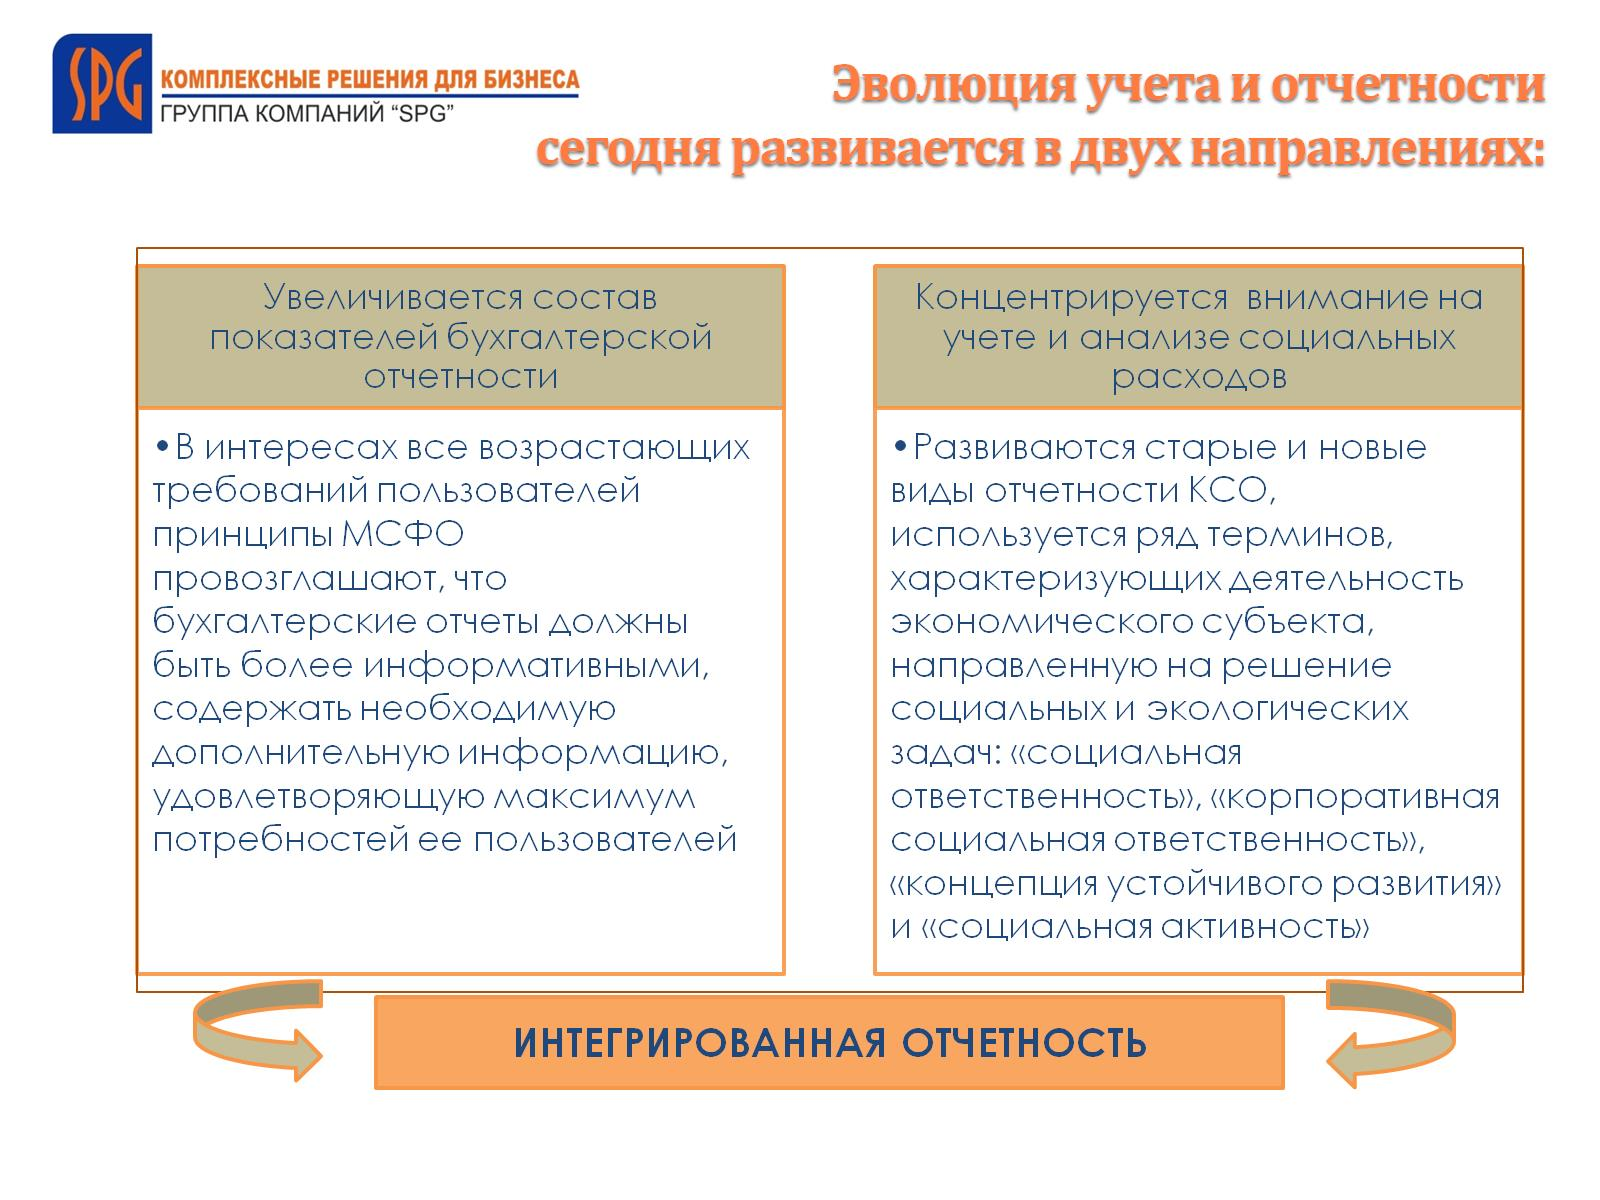 SPG
КОМПЛЕКСНЫЕ РЕШЕНИЯ ДЛЯ БИЗНЕСА
ГРУППА КОМПАНИЙ “SPG”
Эволюция учета и отчетности
сегодня развивается в двух направлениях:
Увеличивается состав
показателей бухгалтерской
отчетности
•В интересах все возрастающих
требований пользователей
принципы МСФО
провозглашают, что
бухгалтерские отчеты должны
быть более информативными,
содержать необходимую
дополнительную информацию,
удовлетворяющую максимум
потребностей ее пользователей
Концентрируется внимание на
учете и анализе социальных
расходов
•Развиваются старые и новые
виды отчетности КСО,
используется ряд терминов,
характеризующих деятельность
экономического субъекта,
направленную на решение
социальных и экологических
задач: «социальная
ответственность», «корпоративная
социальная ответственность»,
«концепция устойчивого развития»
и «социальная активность»
ИНТЕГРИРОВАННАЯ ОТЧЕТНОСТЬ